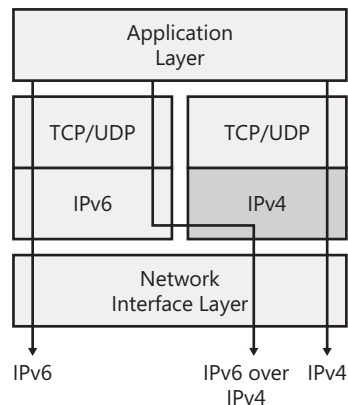 Application
Layer
TCP/UDP
TCP/UDP
IPv6
IPv4
Network
Interface Layer
IPv6
IPv6 over
IPv4
IPv4